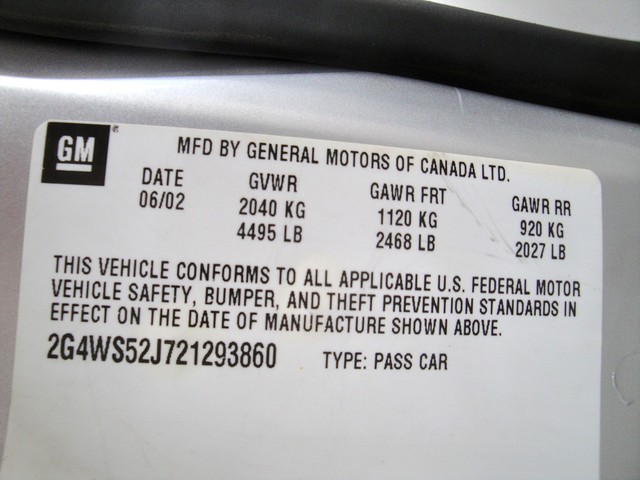 GM
MFD BY GENERAL MOTORS OF CANADA LTD.
DATE GVWR GAWR FRT GAWR RR
06/02 2040 KG 1120 KG 920 KG
4495 LB 2468 LB 2027 LB
THIS VEHICLE CONFORMS TO ALL APPLICABLE U.S. FEDERAL MOTOR
VEHICLE SAFETY, BUMPER, AND THEFT PREVENTION STANDARDS IN
EFFECT ON THE DATE OF MANUFACTURE SHOWN ABOVE.
2G4WS52J721293860 TYPE: PASS CAR